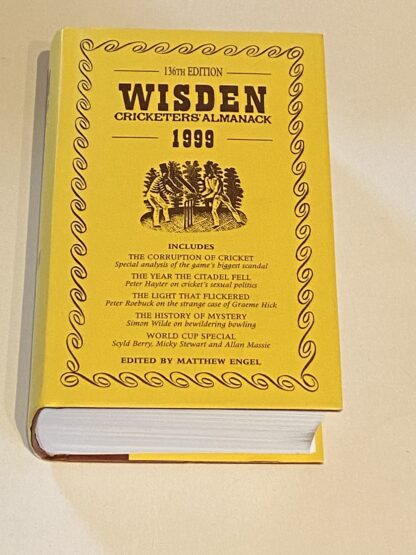 136TH EDITION
WISDEN
CRICKETERS' ALMANACK
1999
INCLUDES
THE CORRUPTION OF CRICKET
Special analysis of the game's biggest scandal
THE YEAR THE CITADEL FELL
Peter Hayter on cricket's sexual politics
THE LIGHT THAT FLICKERED
Peter Roebuck on the strange case of Graeme Hick
THE HISTORY OF MYSTERY
Simon Wilde on bewildering bowling
WORLD CUP SPECIAL
Scyld Berry, Micky Stewart and Allan Massie
EDITED BY MATTHEW ENGEL